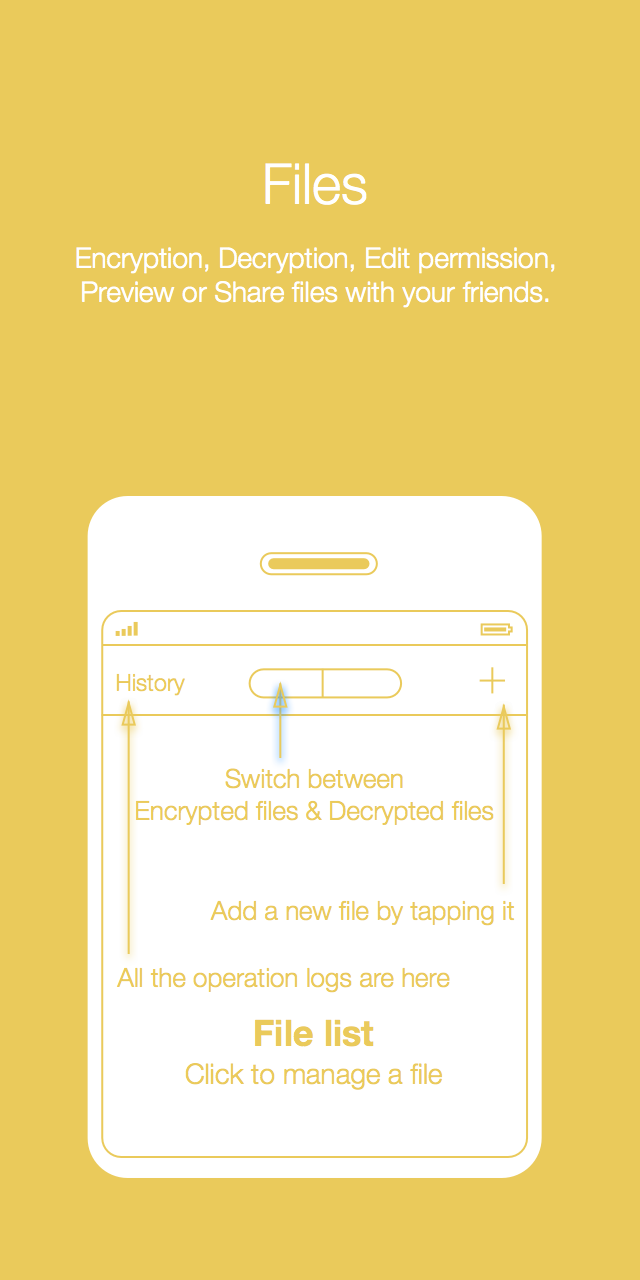 Files
Encryption, Decryption, Edit permission,
Preview or Share files with your friends.
History
Switch between
Encrypted files & Decrypted files
Add a new file by tapping it
All the operation logs are here
File list
Click to manage a file